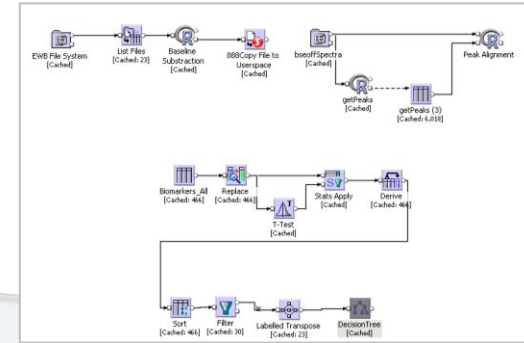 EWB File System
[Cached]
List Files
[Cached: 23]
Baseline
Substraction
[Cached]
888Copy File to
Userspace
[Cached]
bseoffSpectra
[Cached]
Peak Alignment
getPeaks
[Cached]
getPeaks (3)
[Cached: 6,018]
Biomarkers_All
[Cached: 466]
Replace
[Cached: 466]
T-Test
[Cached]
Stats Apply
[Cached]
Derive
[Cached: 466]
Sort
[Cached: 466]
Filter
[Cached: 30]
Labelled Transpose
[Cached: 23]
DecisionTree
[Cached]